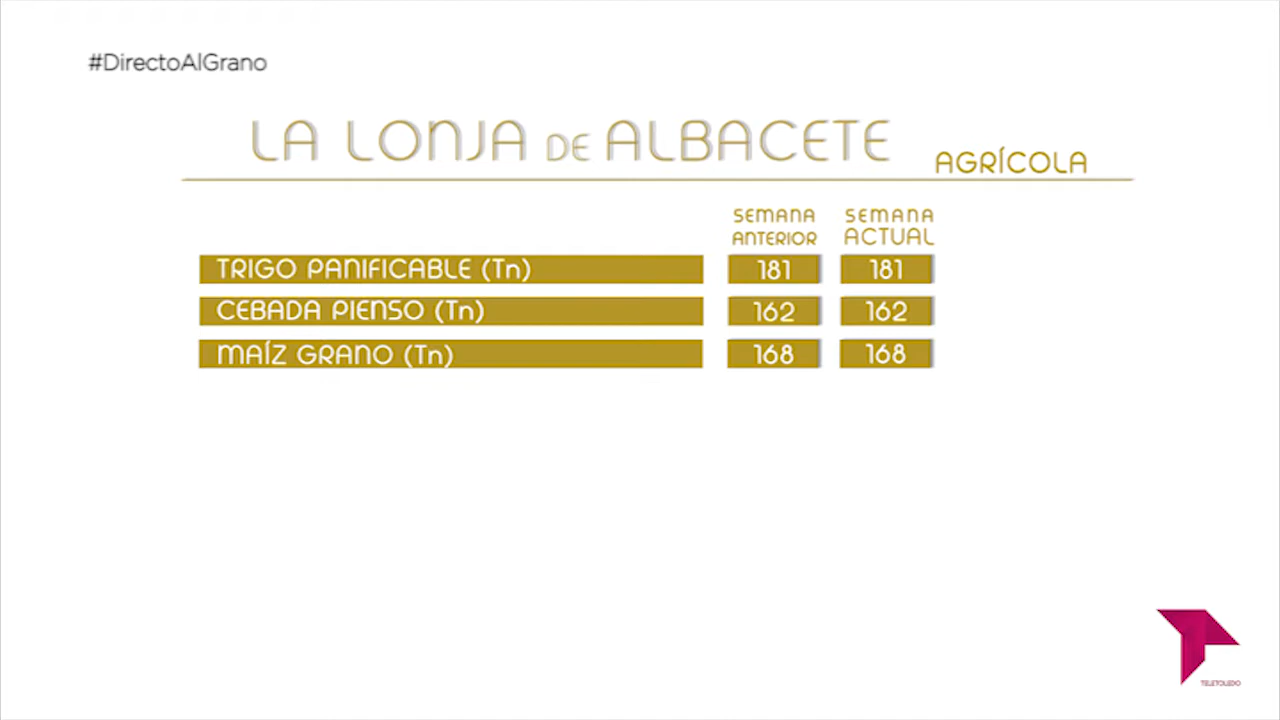 #DirectoAlGrano
LA LONJA DE ALBACETE AGRÍCOLA
SEMANA ANTERIOR SEMANA ACTUAL
TRIGO PANIFICABLE (Tn) 181 181
CEBADA PIENSO (Tn) 162 162
MAÍZ GRANO (Tn) 168 168
TELETOLEDO